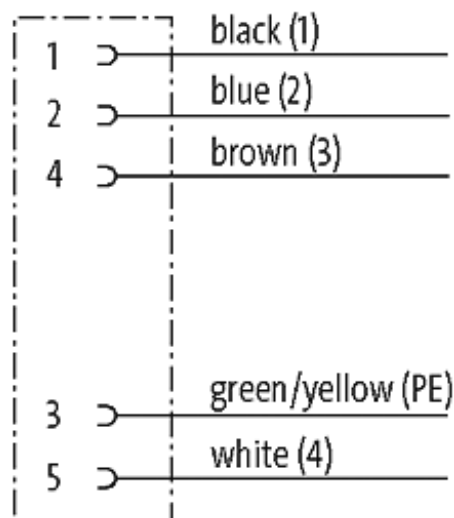 1 black (1)
2 blue (2)
4 brown (3)
3 green/yellow (PE)
5 white (4)